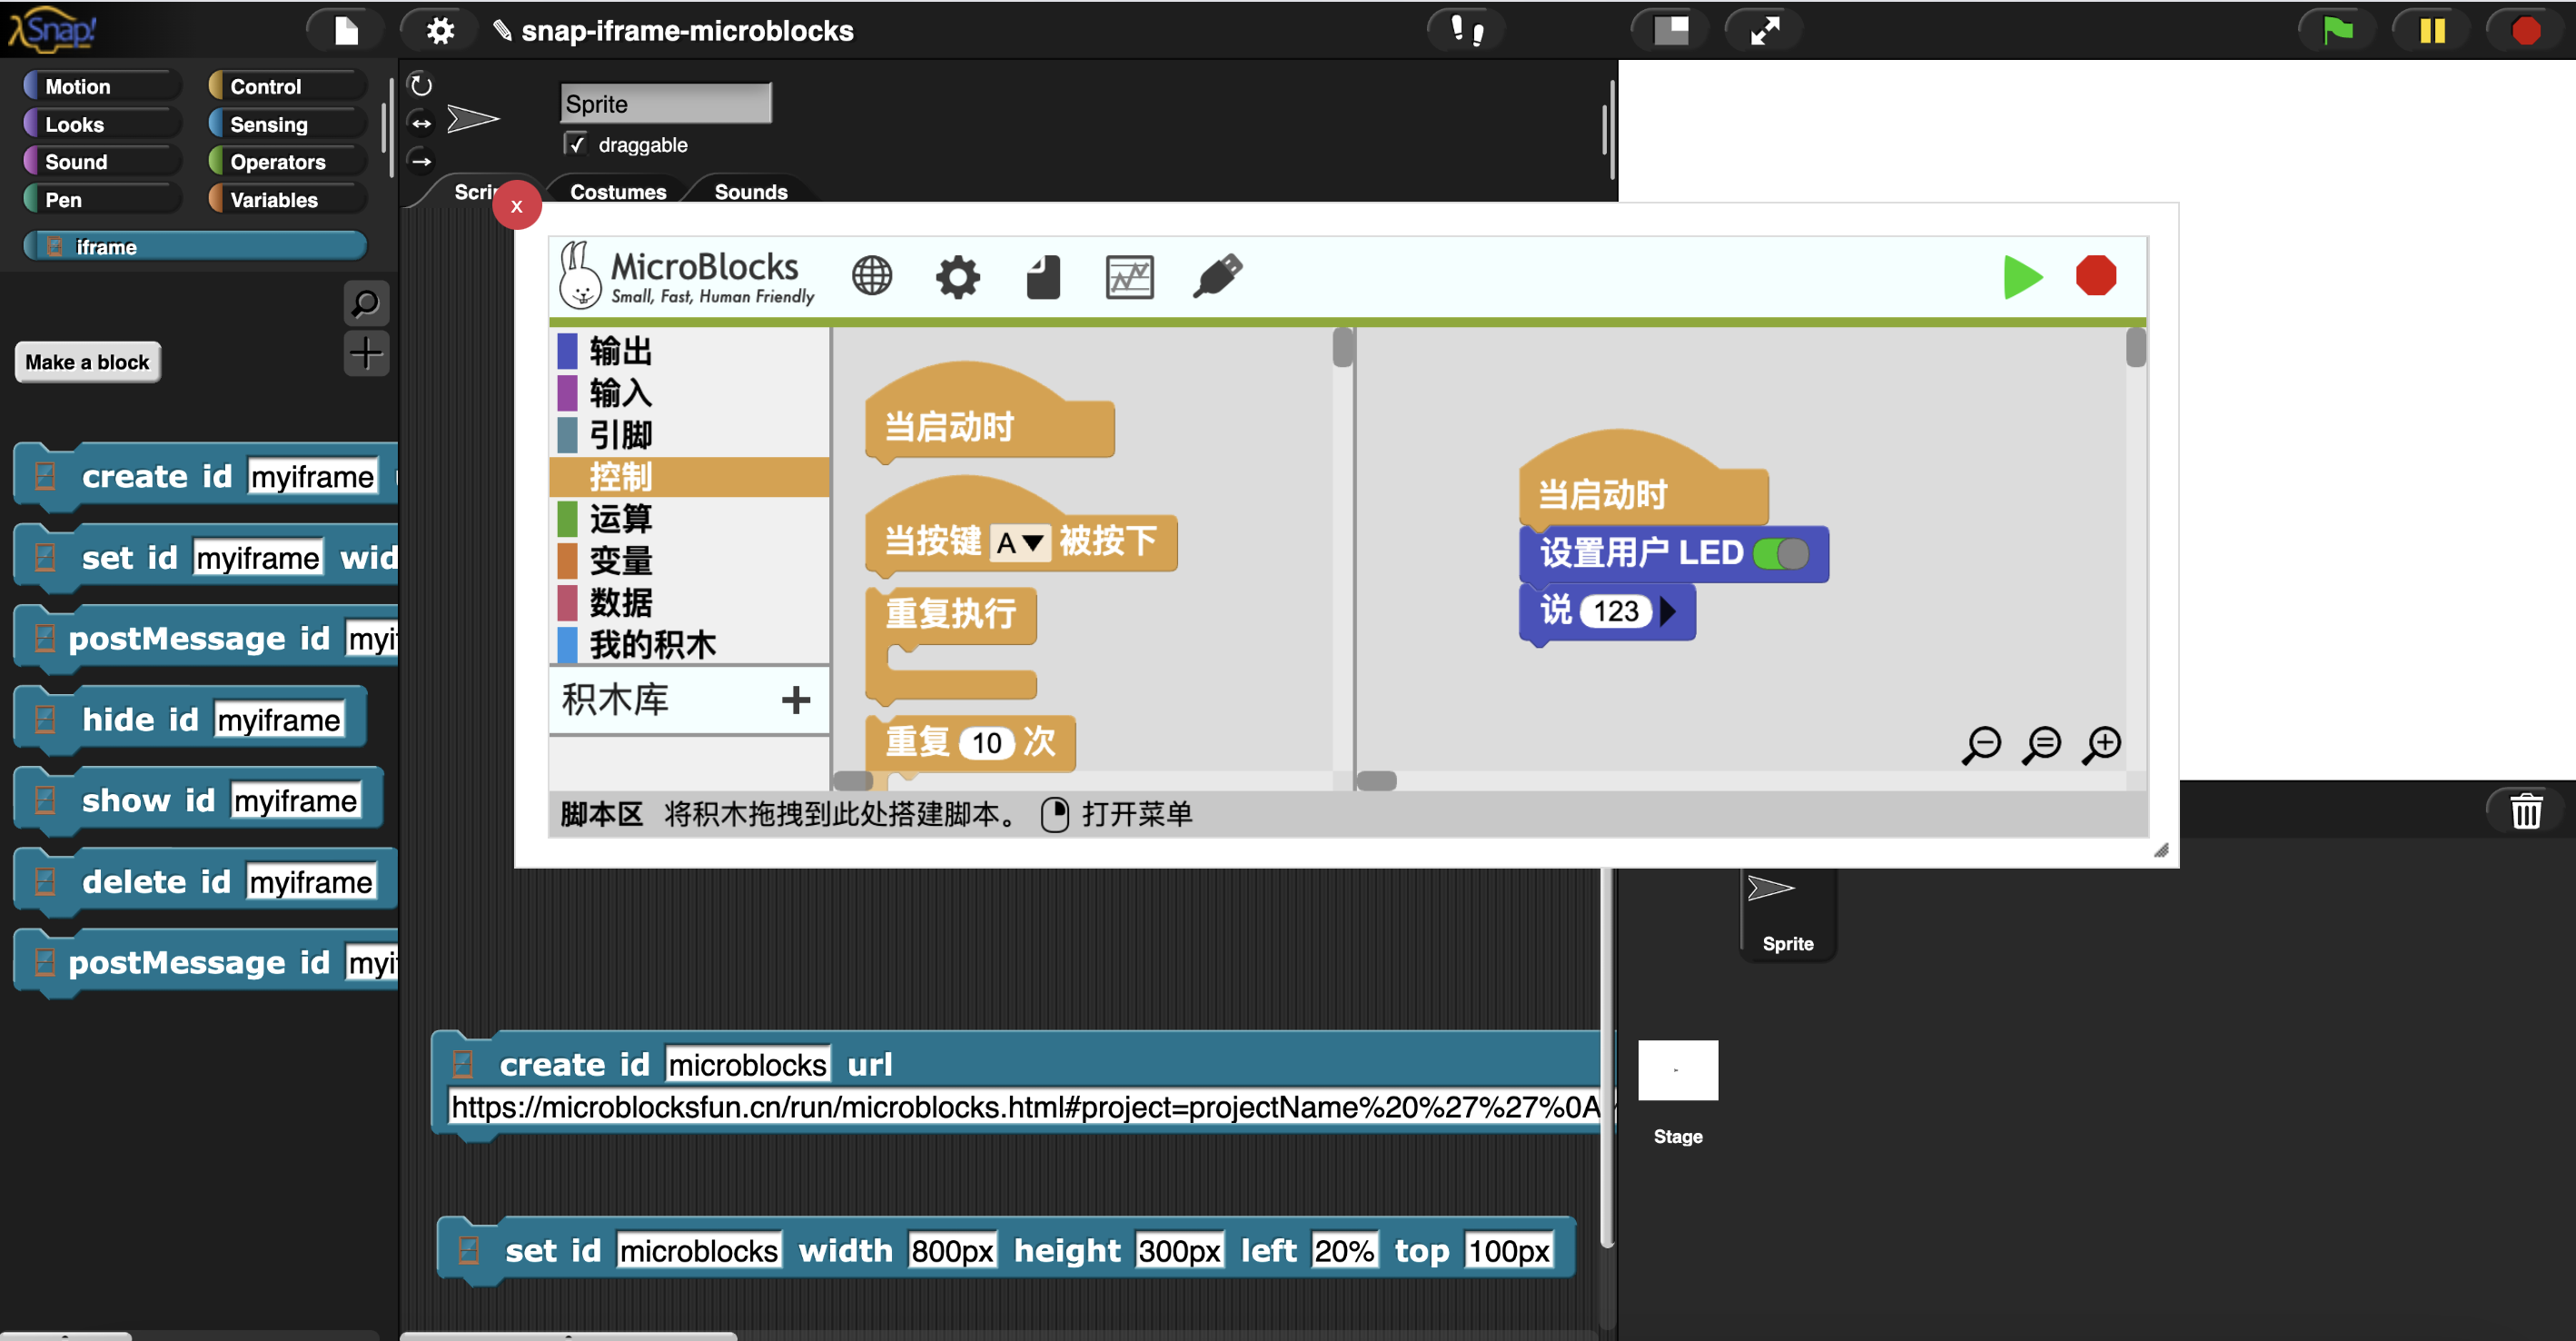 Snap!
snap-iframe-microblocks
Motion
Control
Looks
Sensing
Sound
Operators
Pen
Variables
iframe
Make a block
create id myiframe
set id myiframe wid
postMessage id myi
hide id myiframe
show id myiframe
delete id myiframe
postMessage id myi
Sprite
draggable
Scri
Costumes
Sounds
x
MicroBlocks
Small, Fast, Human Friendly
输出
输入
引脚
控制
运算
变量
数据
我的积木
积木库 +
当启动时
当按键 A 被按下
重复执行
重复 10 次
当启动时
设置用户 LED
说 123
脚本区 将积木拖拽到此处搭建脚本。 打开菜单
create id microblocks url
https://microblocksfun.cn/run/microblocks.html#project=projectName%20%27%27%0A
set id microblocks width 800px height 300px left 20% top 100px
Sprite
Stage